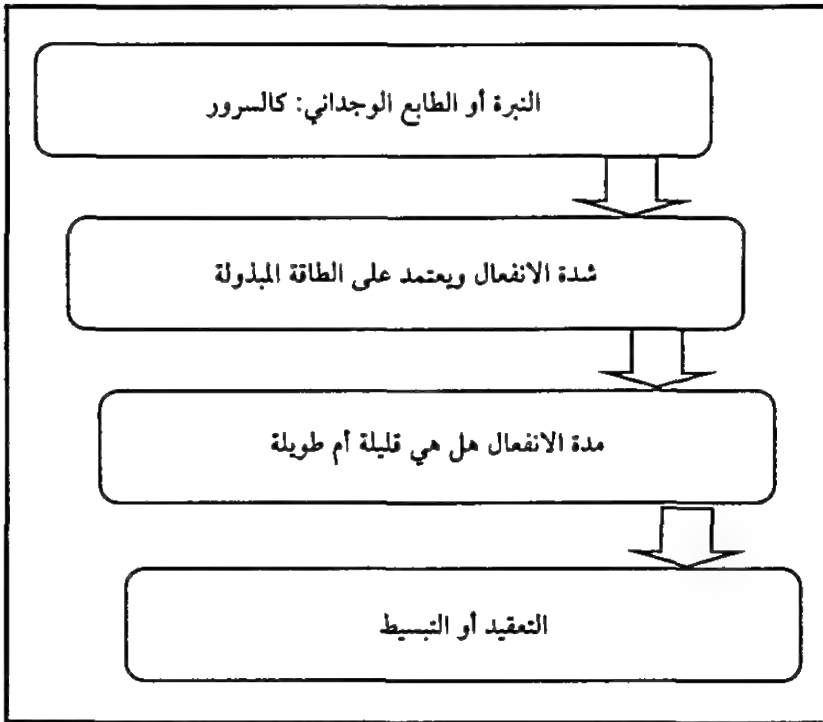 النبرة أو الطابع الوجداني: كالسرور
شدة الانفعال ويعتمد على الطاقة المبذولة
مدة الانفعال هل هي قليلة أم طويلة
التعقيد أو التبسيط